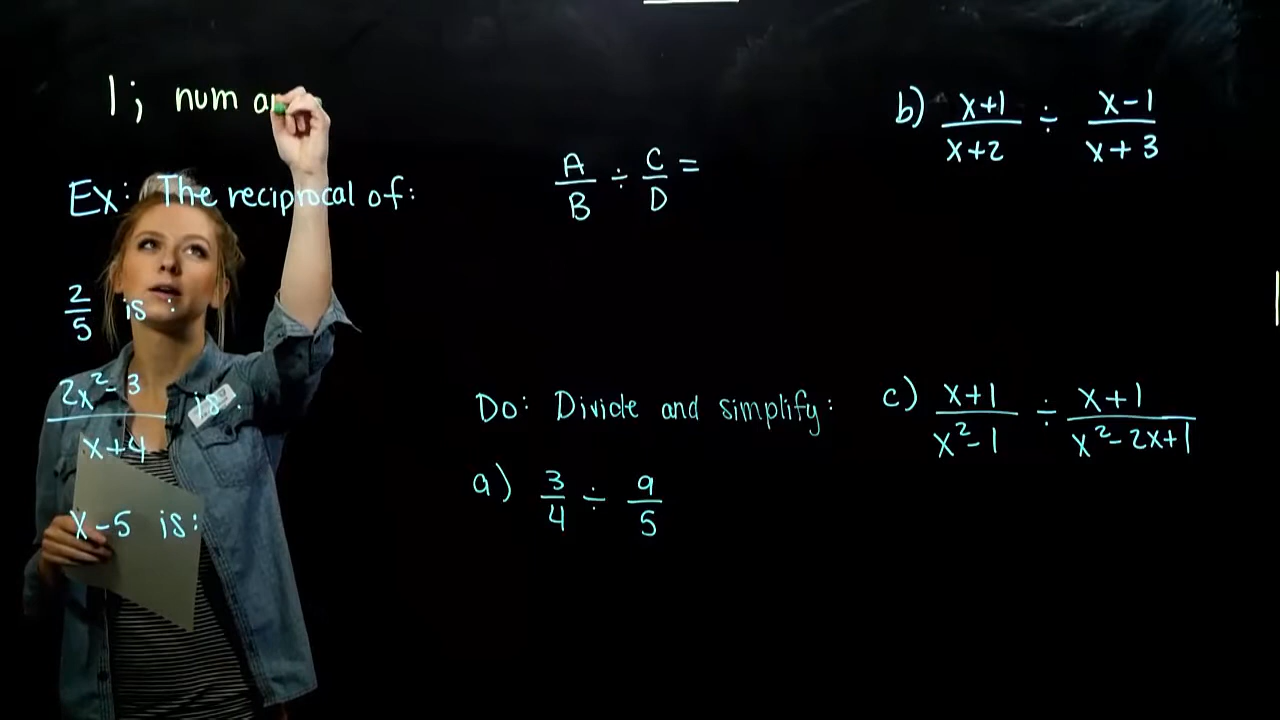 1; num a
Ex: The reciprocal of:
2/5 is:
2x²-3 / x+4 is:
x-5 is:
A/B ÷ C/D =
Do: Divide and simplify:
a) 3/4 ÷ 9/5
b) x+1 / x+2 ÷ x-1 / x+3
c) x+1 / x²-1 ÷ x+1 / x²-2x+1